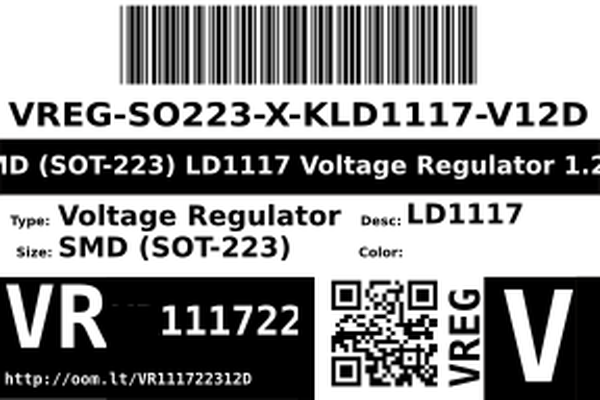 VREG-SO223-X-KLD1117-V12D
MD (SOT-223) LD1117 Voltage Regulator 1.2
Type: Voltage Regulator Desc: LD1117
Size: SMD (SOT-223) Color:
VR 111722
http://oom.lt/VR111722312D
VREG
V